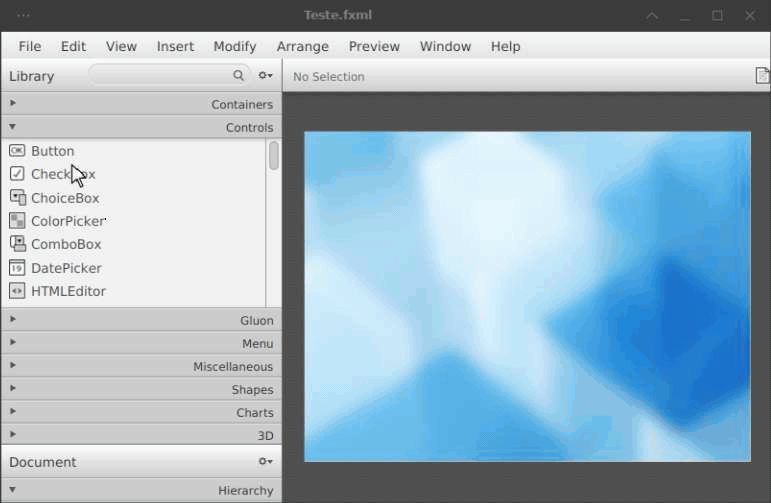 Teste.fxml
File Edit View Insert Modify Arrange Preview Window Help
Library
No Selection
Containers
Controls
Button
ChoiceBox
ColorPicker
ComboBox
DatePicker
HTMLEditor
Gluon
Menu
Miscellaneous
Shapes
Charts
3D
Document
Hierarchy